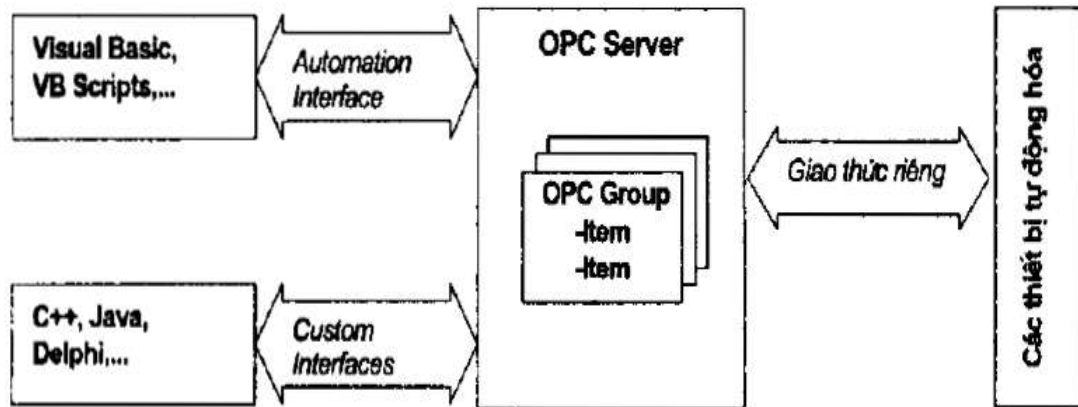 Visual Basic,
VB Scripts,...
Automation
Interface
OPC Server
OPC Group
-Item
-Item
Giao thức riêng
Các thiết bị tự động hóa
C++, Java,
Delphi,...
Custom
Interfaces